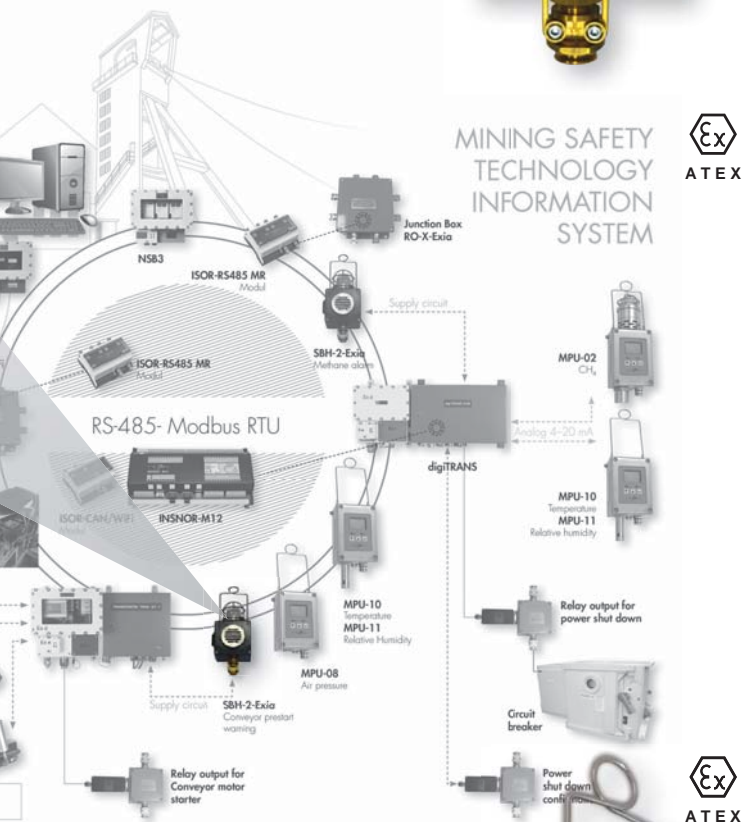 MINING SAFETY
TECHNOLOGY
INFORMATION
SYSTEM
Ex
ATEX
NSB3
ISOR-RS485 MR
Modul
Junction Box
RO-X-Exia
SBH-2-Exia
Methane alarm
Supply circuit
MPU-02
CH₄
ISOR-RS485 MR
Modul
RS-485- Modbus RTU
digiTRANS
Analog 4–20 mA
MPU-10
Temperature
MPU-11
Relative humidity
ISOR-CAN/WiFi
Modul
INSNOR-M12
MPU-10
Temperature
MPU-11
Relative Humidity
MPU-08
Air pressure
Relay output for
power shut down
Supply circuit
SBH-2-Exia
Conveyor prestart
warning
Circuit
breaker
Relay output for
Conveyor motor
starter
Power
shut down
Ex
ATEX